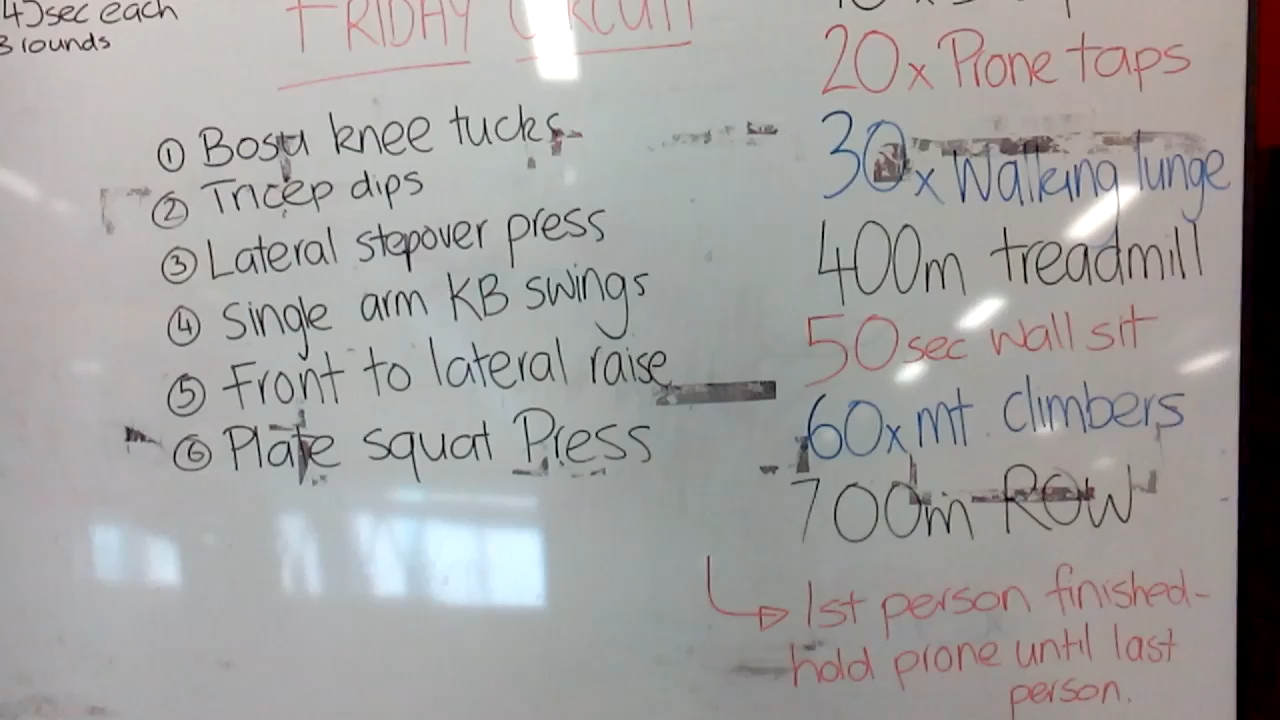 45sec each
3 rounds
FRIDAY CIRCUIT
① Bosu knee tucks
② Tricep dips
③ Lateral stepover press
④ Single arm KB swings
⑤ Front to lateral raise
⑥ Plate squat Press
20x Prone taps
30x Walking lunge
400m treadmill
50sec wall sit
60x mt climbers
700m ROW
1st person finished-
hold prone until last
person.